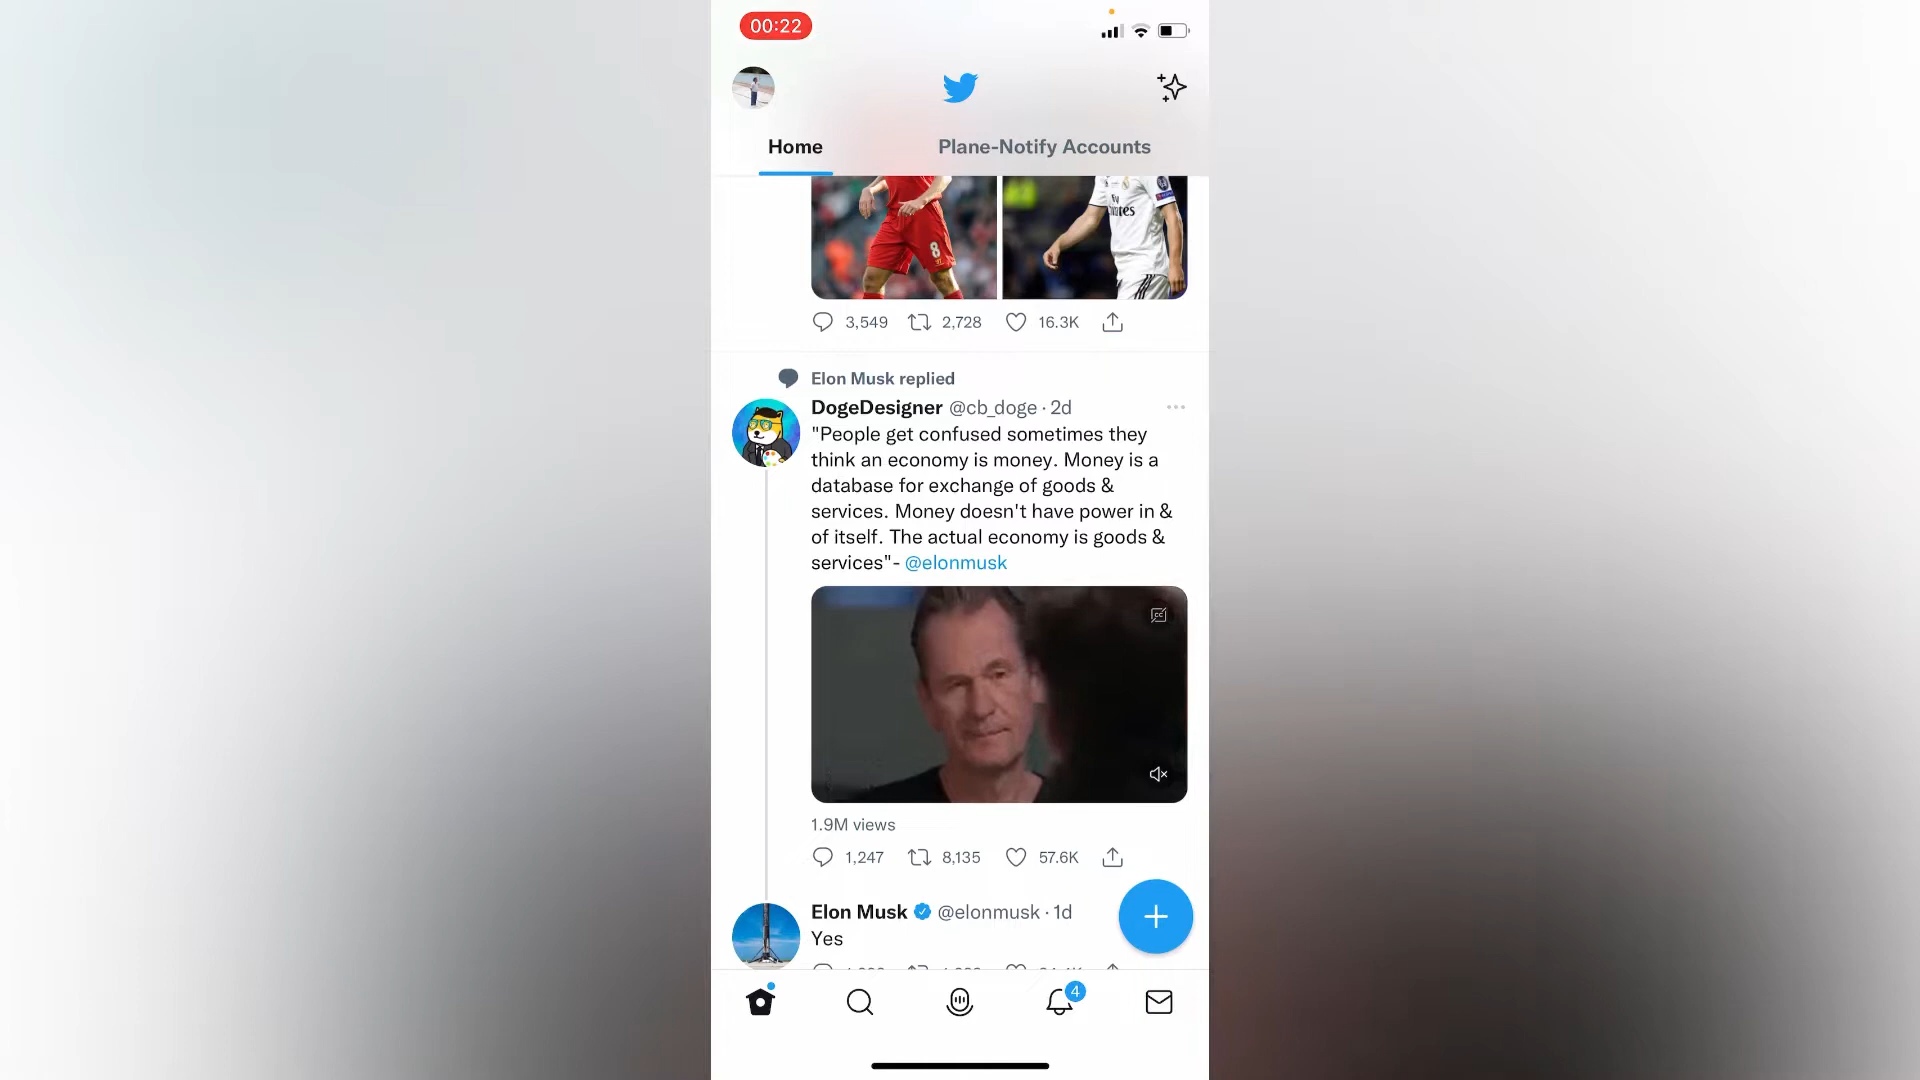 00:22
Home
Plane-Notify Accounts
8
3,549
2,728
16.3K
Elon Musk replied
DogeDesigner @cb_doge · 2d
"People get confused sometimes they
think an economy is money. Money is a
database for exchange of goods &
services. Money doesn't have power in &
of itself. The actual economy is goods &
services"- @elonmusk
CC
1.9M views
1,247
8,135
57.6K
Elon Musk @elonmusk · 1d
Yes
4